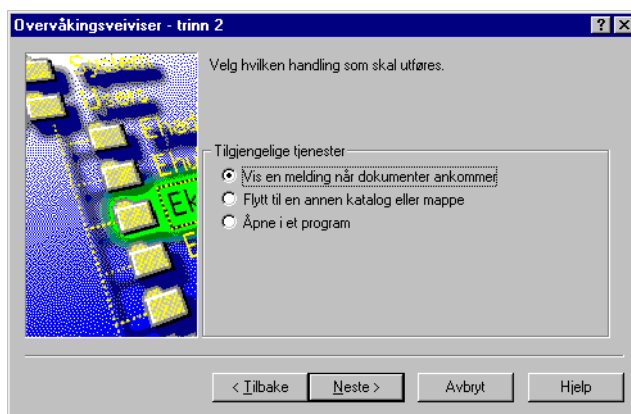 Overvåkingsveiviser - trinn 2
Velg hvilken handling som skal utføres.
Tilgjengelige tjenester
Vis en melding når dokumenter ankommer
Flytt til en annen katalog eller mappe
Åpne i et program
< Tilbake
Neste >
Avbryt
Hjelp